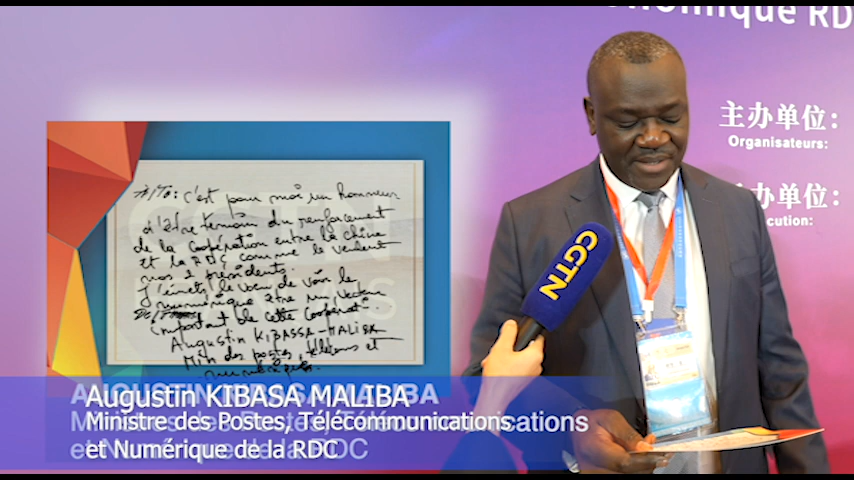 nomique RD
主办单位：
Organisateurs:
办单位：
cution:
CGTN
c'est pour moi un honneur
d'être témoin du renforcement
de la coopération entre la Chine
et la RDC comme le veulent
nos 2 présidents.
J'émets le voeu de voir le
numérique être un vecteur
important de cette coopération.
Augustin KIBASSA-MALIBA
Min des postes, télécoms et
numérique
Augustin KIBASA MALIBA
Ministre des Postes, Télécommunications
et Numérique de la RDC